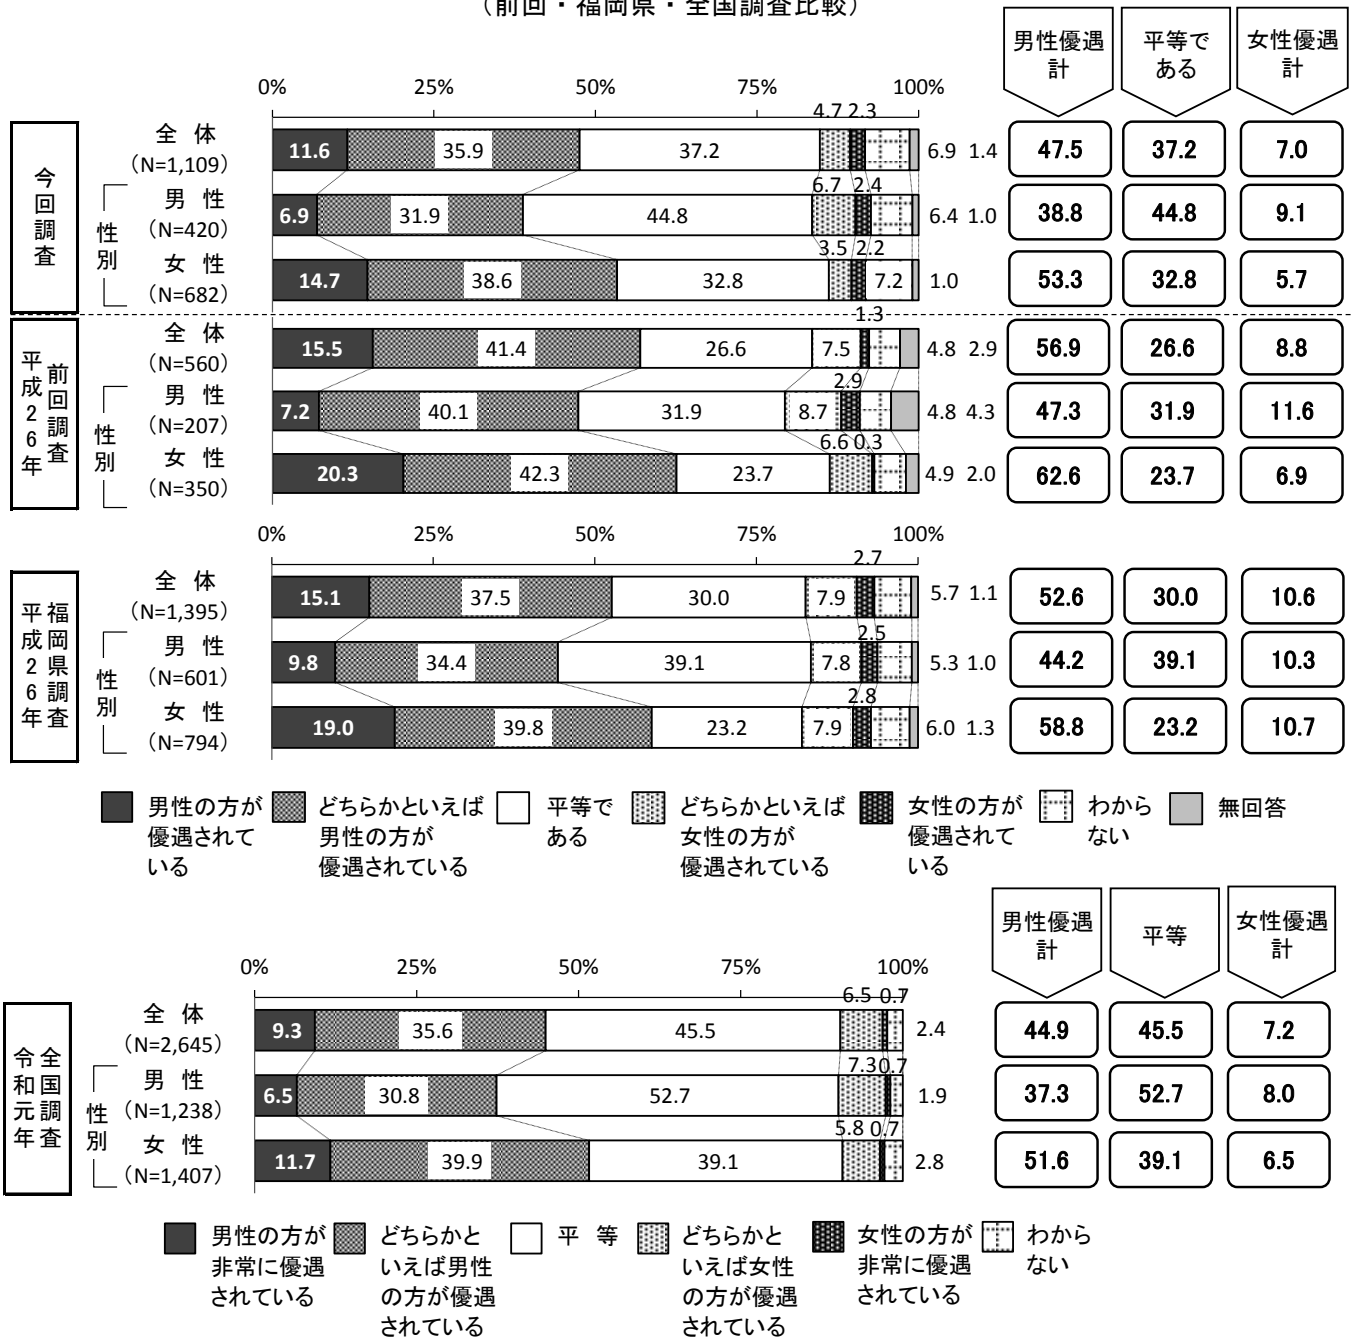 （前回・福岡県・全国調査比較）
男性優遇
計
平等で
ある
女性優遇
計
0% 25% 50% 75% 100%
今回調査
全 体
（N=1,109）
11.6 35.9 37.2 4.7 2.3 6.9 1.4 47.5 37.2 7.0
性別
男 性
（N=420）
6.9 31.9 44.8 6.7 2.4 6.4 1.0 38.8 44.8 9.1
女 性
（N=682）
14.7 38.6 32.8 3.5 2.2 7.2 1.0 53.3 32.8 5.7
前回調査
平成26年
全 体
（N=560）
15.5 41.4 26.6 7.5 1.3 4.8 2.9 56.9 26.6 8.8
性別
男 性
（N=207）
7.2 40.1 31.9 8.7 2.9 4.8 4.3 47.3 31.9 11.6
女 性
（N=350）
20.3 42.3 23.7 6.6 0.3 4.9 2.0 62.6 23.7 6.9
0% 25% 50% 75% 100%
福岡県調査
平成26年
全 体
（N=1,395）
15.1 37.5 30.0 7.9 2.7 5.7 1.1 52.6 30.0 10.6
性別
男 性
（N=601）
9.8 34.4 39.1 7.8 2.5 5.3 1.0 44.2 39.1 10.3
女 性
（N=794）
19.0 39.8 23.2 7.9 2.8 6.0 1.3 58.8 23.2 10.7
男性の方が
優遇されて
いる
どちらかといえば
男性の方が
優遇されている
平等で
ある
どちらかといえば
女性の方が
優遇されている
女性の方が
優遇されて
いる
わから
ない
無回答
男性優遇
計
平等
女性優遇
計
0% 25% 50% 75% 100%
全国調査
令和元年
全 体
（N=2,645）
9.3 35.6 45.5 6.5 0.7 2.4 44.9 45.5 7.2
性別
男 性
（N=1,238）
6.5 30.8 52.7 7.3 0.7 1.9 37.3 52.7 8.0
女 性
（N=1,407）
11.7 39.9 39.1 5.8 0.7 2.8 51.6 39.1 6.5
男性の方が
非常に優遇
されている
どちらかと
いえば男性
の方が優遇
されている
平 等
どちらかと
いえば女性
の方が優遇
されている
女性の方が
非常に優遇
されている
わから
ない